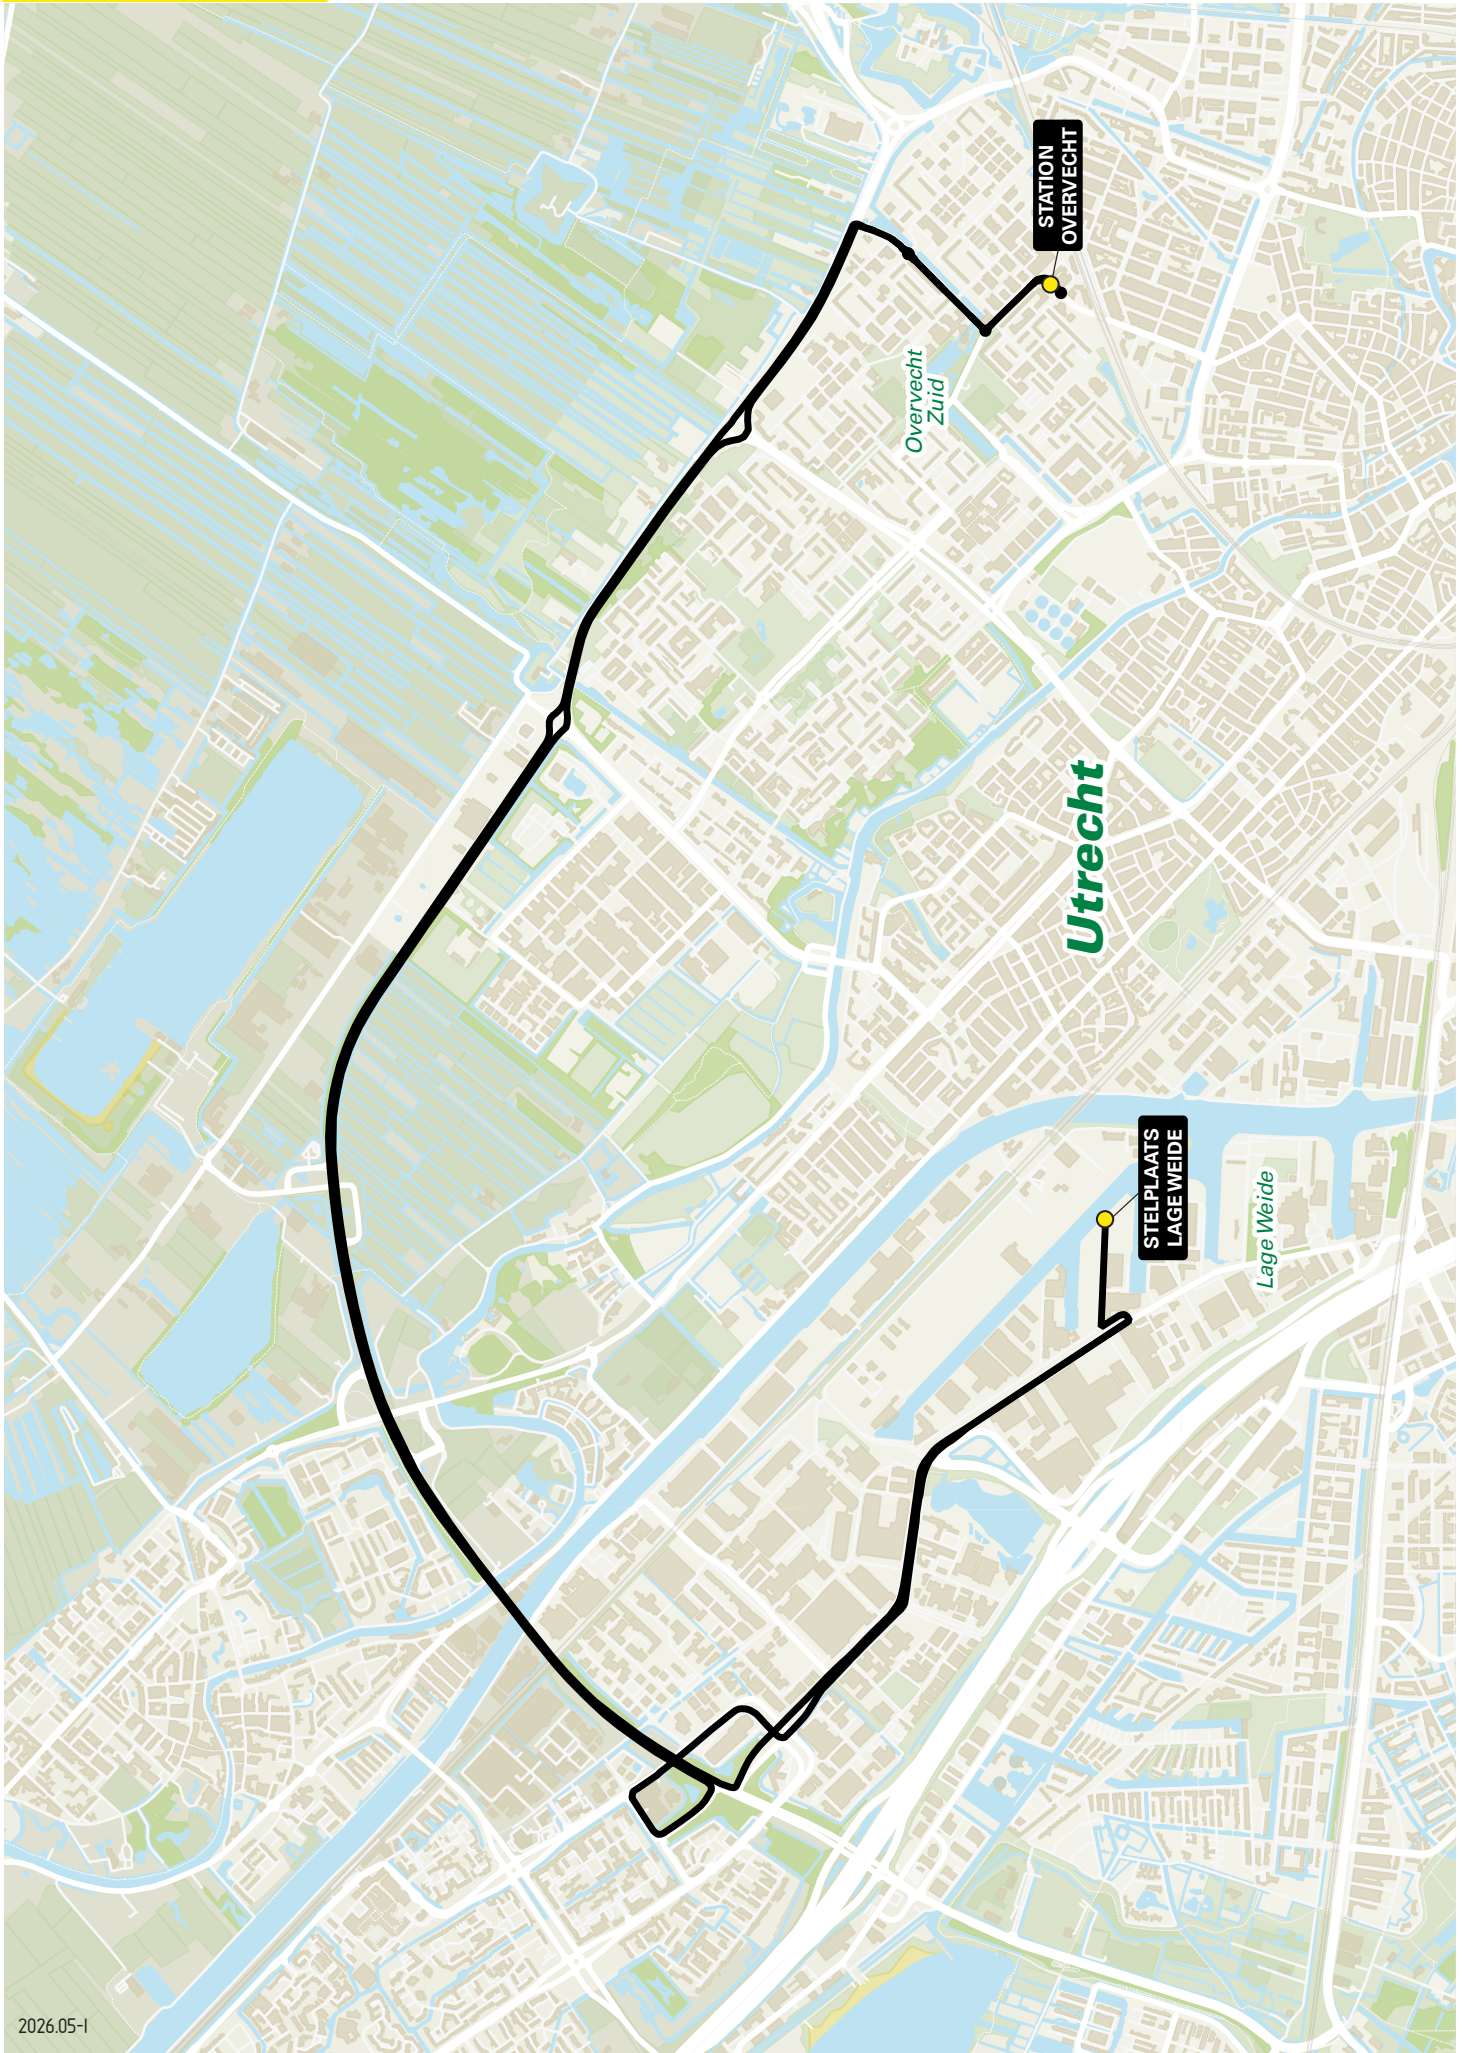 STATION
OVERVECHT
Overvecht
Zuid
Utrecht
STELPLAATS
LAGE WEIDE
Lage Weide
2026.05-I